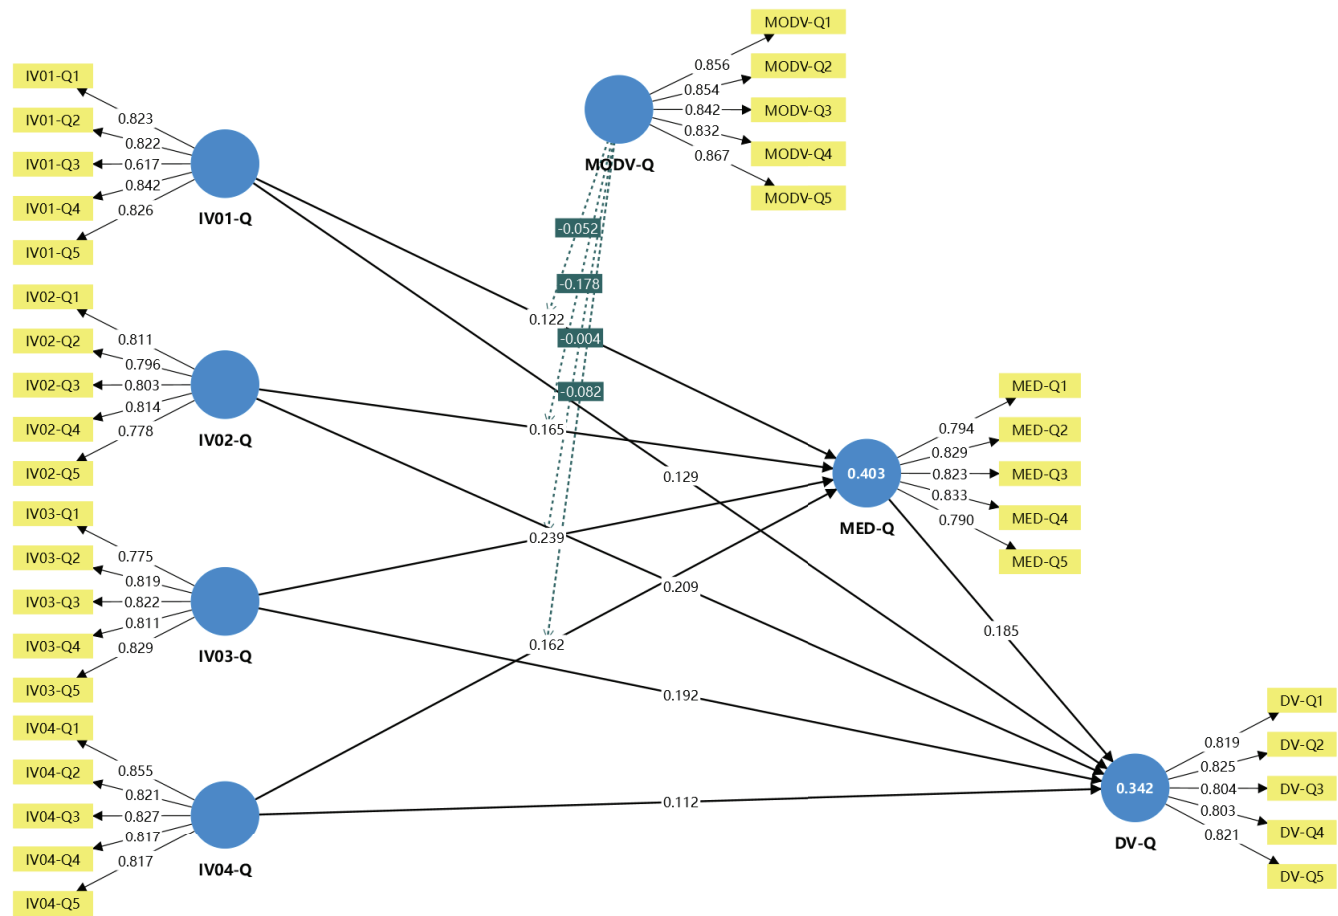 MODV-Q1
MODV-Q2
MODV-Q3
MODV-Q4
MODV-Q5
0.856
0.854
0.842
0.832
0.867
MODV-Q
IV01-Q1
IV01-Q2
IV01-Q3
IV01-Q4
IV01-Q5
0.823
0.822
0.617
0.842
0.826
IV01-Q
IV02-Q1
IV02-Q2
IV02-Q3
IV02-Q4
IV02-Q5
0.811
0.796
0.803
0.814
0.778
IV02-Q
IV03-Q1
IV03-Q2
IV03-Q3
IV03-Q4
IV03-Q5
0.775
0.819
0.822
0.811
0.829
IV03-Q
IV04-Q1
IV04-Q2
IV04-Q3
IV04-Q4
IV04-Q5
0.855
0.821
0.827
0.817
0.817
IV04-Q
-0.052
-0.178
-0.004
-0.082
0.122
0.165
0.239
0.162
0.129
0.209
0.192
0.112
0.403
MED-Q
0.794
0.829
0.823
0.833
0.790
MED-Q1
MED-Q2
MED-Q3
MED-Q4
MED-Q5
0.185
0.342
DV-Q
0.819
0.825
0.804
0.803
0.821
DV-Q1
DV-Q2
DV-Q3
DV-Q4
DV-Q5